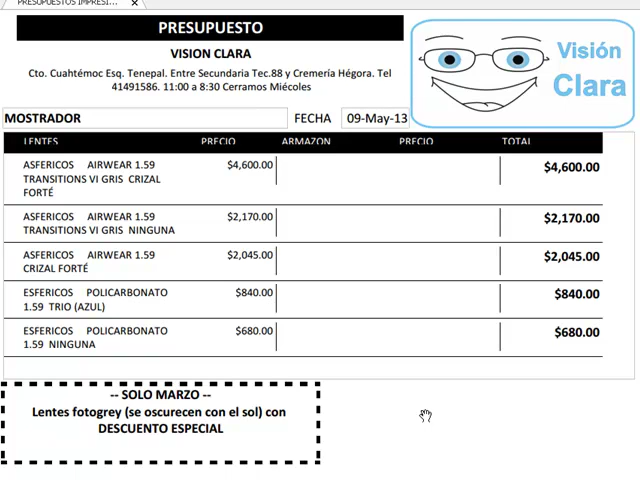 PRESUPUESTOS IMPRESI...
PRESUPUESTO
VISION CLARA
Cto. Cuahtémoc Esq. Tenepal. Entre Secundaria Tec.88 y Cremería Hégora. Tel
41491586. 11:00 a 8:30 Cerramos Miécoles
Visión
Clara
MOSTRADOR FECHA 09-May-13
LENTES PRECIO ARMAZON PRECIO TOTAL
ASFERICOS AIRWEAR 1.59 $4,600.00 $4,600.00
TRANSITIONS VI GRIS CRIZAL
FORTÉ
ASFERICOS AIRWEAR 1.59 $2,170.00 $2,170.00
TRANSITIONS VI GRIS NINGUNA
ASFERICOS AIRWEAR 1.59 $2,045.00 $2,045.00
CRIZAL FORTÉ
ESFERICOS POLICARBONATO $840.00 $840.00
1.59 TRIO (AZUL)
ESFERICOS POLICARBONATO $680.00 $680.00
1.59 NINGUNA
-- SOLO MARZO --
Lentes fotogrey (se oscurecen con el sol) con
DESCUENTO ESPECIAL